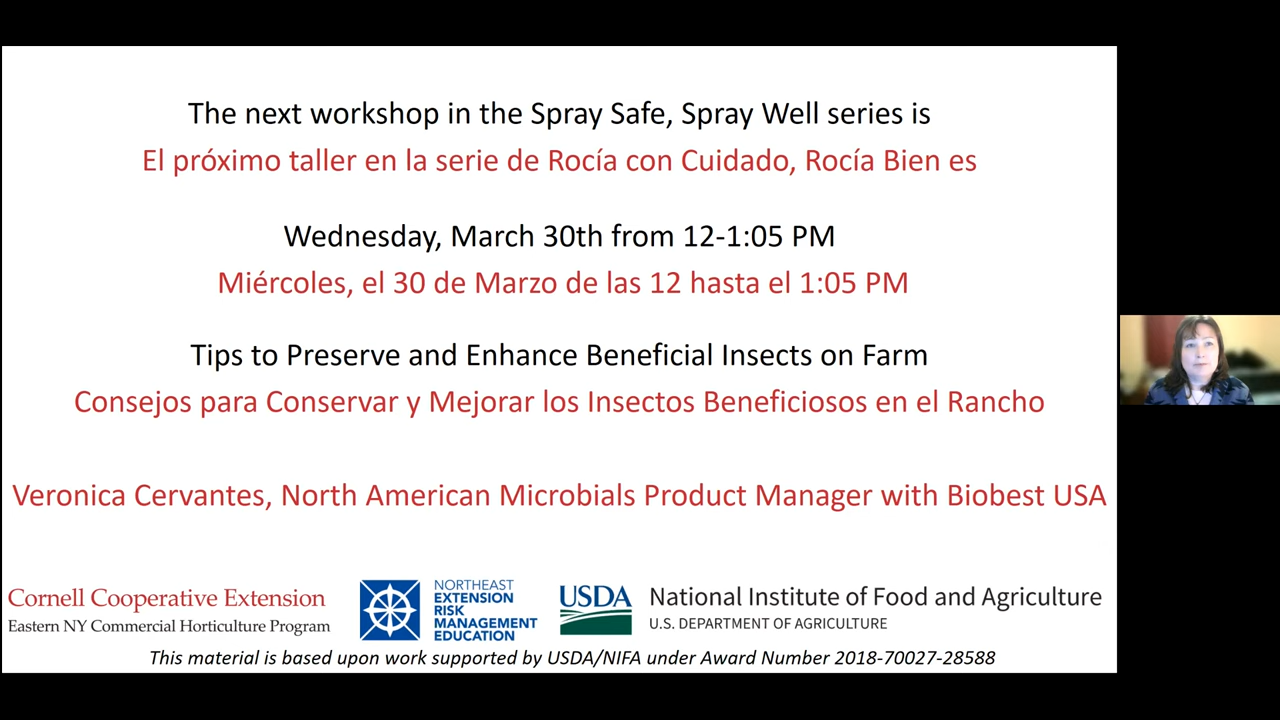 The next workshop in the Spray Safe, Spray Well series is
El próximo taller en la serie de Rocía con Cuidado, Rocía Bien es
Wednesday, March 30th from 12-1:05 PM
Miércoles, el 30 de Marzo de las 12 hasta el 1:05 PM
Tips to Preserve and Enhance Beneficial Insects on Farm
Consejos para Conservar y Mejorar los Insectos Beneficiosos en el Rancho
Veronica Cervantes, North American Microbials Product Manager with Biobest USA
Cornell Cooperative Extension
Eastern NY Commercial Horticulture Program
NORTHEAST
EXTENSION
RISK
MANAGEMENT
EDUCATION
USDA
National Institute of Food and Agriculture
U.S. DEPARTMENT OF AGRICULTURE
This material is based upon work supported by USDA/NIFA under Award Number 2018-70027-28588